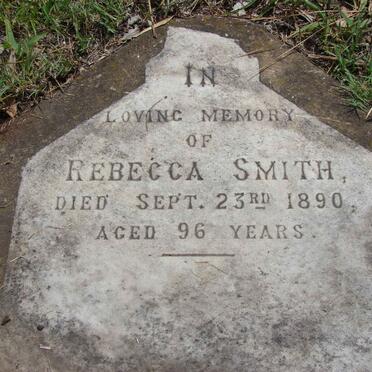 IN
LOVING MEMORY
OF
REBECCA SMITH,
DIED SEPT. 23RD 1890,
AGED 96 YEARS.